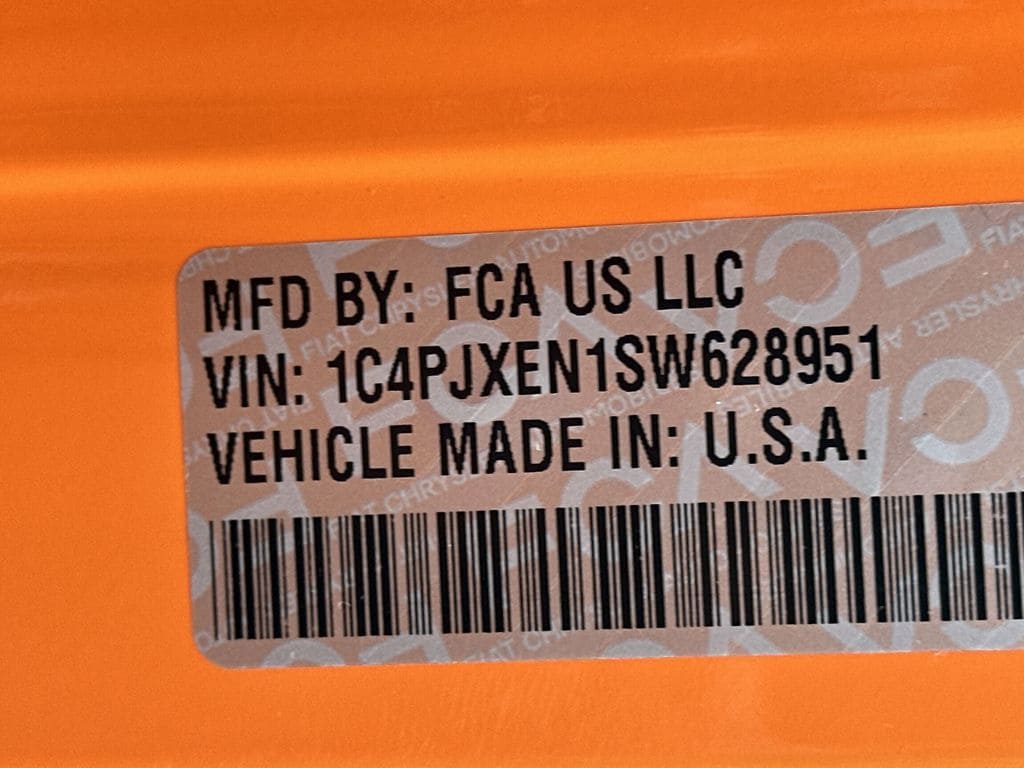 MFD BY: FCA US LLC
VIN: 1C4PJXEN1SW628951
VEHICLE MADE IN: U.S.A.